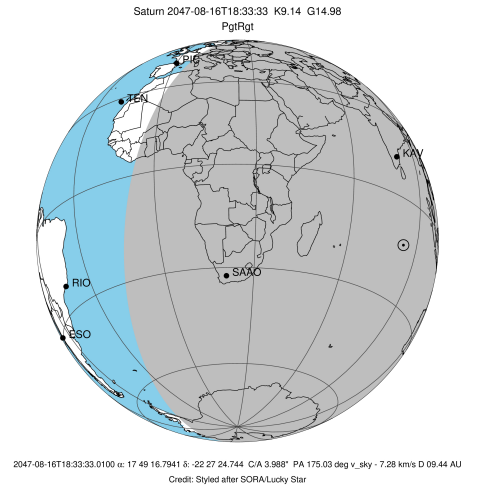 Saturn 2047-08-16T18:33:33 K9.14 G14.98
PgtRgt
PIC
TEN
KAV
SAAO
RIO
ESO
2047-08-16T18:33:33.0100 α: 17 49 16.7941 δ: -22 27 24.744 C/A 3.988" PA 175.03 deg v_sky - 7.28 km/s D 09.44 AU
Credit: Styled after SORA/Lucky Star